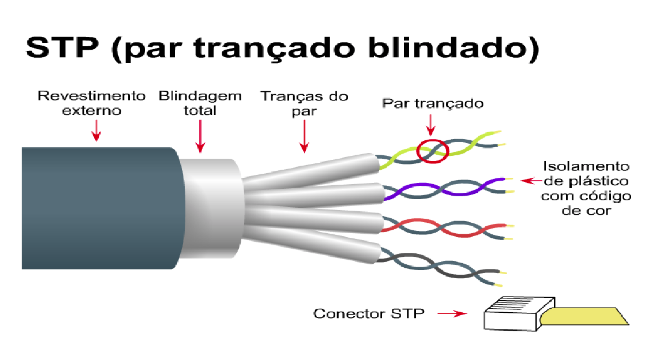 STP (par trançado blindado)
Revestimento
externo
Blindagem
total
Tranças do
par
Par trançado
Isolamento
de plástico
com código
de cor
Conector STP